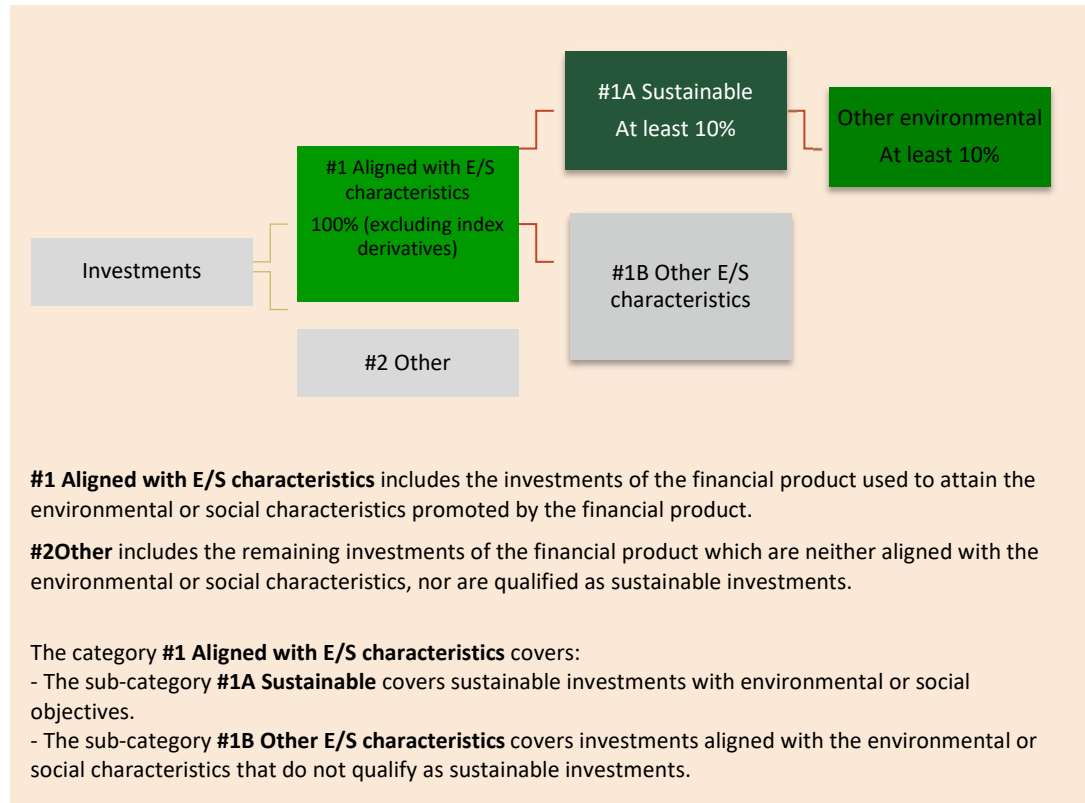 #1A Sustainable
At least 10%
Other environmental
At least 10%
#1 Aligned with E/S
characteristics
100% (excluding index
derivatives)
Investments
#1B Other E/S
characteristics
#2 Other
#1 Aligned with E/S characteristics includes the investments of the financial product used to attain the
environmental or social characteristics promoted by the financial product.
#2Other includes the remaining investments of the financial product which are neither aligned with the
environmental or social characteristics, nor are qualified as sustainable investments.
The category #1 Aligned with E/S characteristics covers:
- The sub-category #1A Sustainable covers sustainable investments with environmental or social
objectives.
- The sub-category #1B Other E/S characteristics covers investments aligned with the environmental or
social characteristics that do not qualify as sustainable investments.